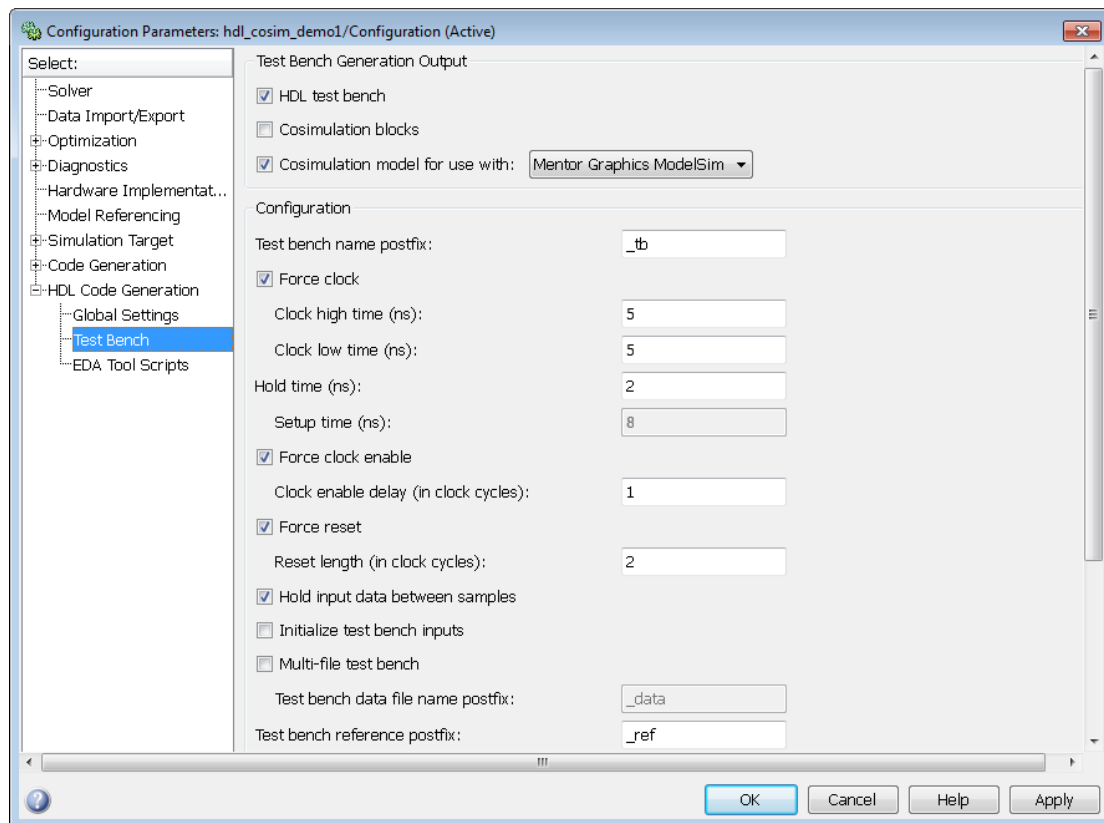 Configuration Parameters: hdl_cosim_demo1/Configuration (Active)
Select:
Solver
Data Import/Export
Optimization
Diagnostics
Hardware Implementat...
Model Referencing
Simulation Target
Code Generation
HDL Code Generation
Global Settings
Test Bench
EDA Tool Scripts
Test Bench Generation Output
HDL test bench
Cosimulation blocks
Cosimulation model for use with: Mentor Graphics ModelSim
Configuration
Test bench name postfix: _tb
Force clock
Clock high time (ns): 5
Clock low time (ns): 5
Hold time (ns): 2
Setup time (ns): 8
Force clock enable
Clock enable delay (in clock cycles): 1
Force reset
Reset length (in clock cycles): 2
Hold input data between samples
Initialize test bench inputs
Multi-file test bench
Test bench data file name postfix: _data
Test bench reference postfix: _ref
? OK Cancel Help Apply